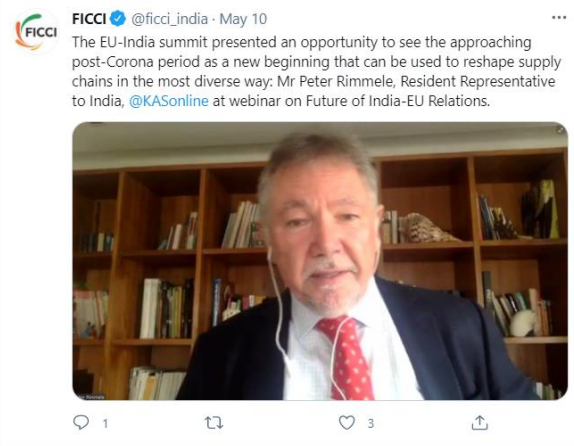 FICCI @ficci_india · May 10
FICCI
The EU-India summit presented an opportunity to see the approaching
post-Corona period as a new beginning that can be used to reshape supply
chains in the most diverse way: Mr Peter Rimmele, Resident Representative
to India, @KASonline at webinar on Future of India-EU Relations.
1
3